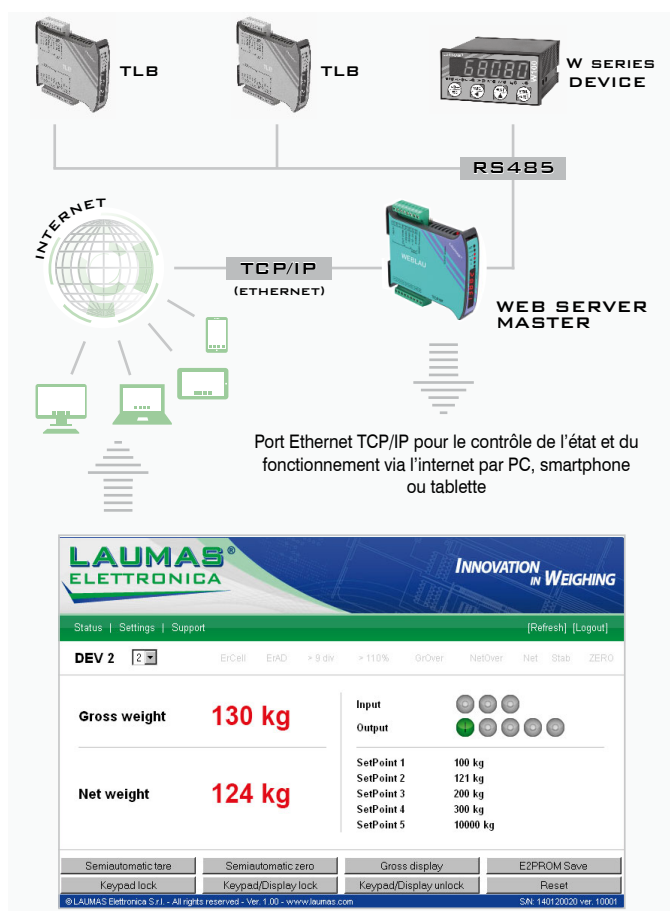 TLB
TLB
W SERIES
DEVICE
68080
W100
RS485
INTERNET
TCP/IP
(ETHERNET)
WEBLAU
WEB SERVER
MASTER
Port Ethernet TCP/IP pour le contrôle de l'état et du
fonctionnement via l'internet par PC, smartphone
ou tablette
LAUMAS®
ELETTRONICA
INNOVATION
IN WEIGHING
Status | Settings | Support [Refresh] [Logout]
DEV 2 2 ErCell ErAD > 9 div > 110% GrOver NetOver Net Stab ZERO
Gross weight 130 kg
Input
Output
Net weight 124 kg
SetPoint 1 100 kg
SetPoint 2 121 kg
SetPoint 3 200 kg
SetPoint 4 300 kg
SetPoint 5 10000 kg
Semiautomatic tare Semiautomatic zero Gross display E2PROM Save
Keypad lock Keypad/Display lock Keypad/Display unlock Reset
© LAUMAS Elettronica S.r.l. - All rights reserved - Ver. 1.00 - www.laumas.com S/N: 140120020 ver. 10001